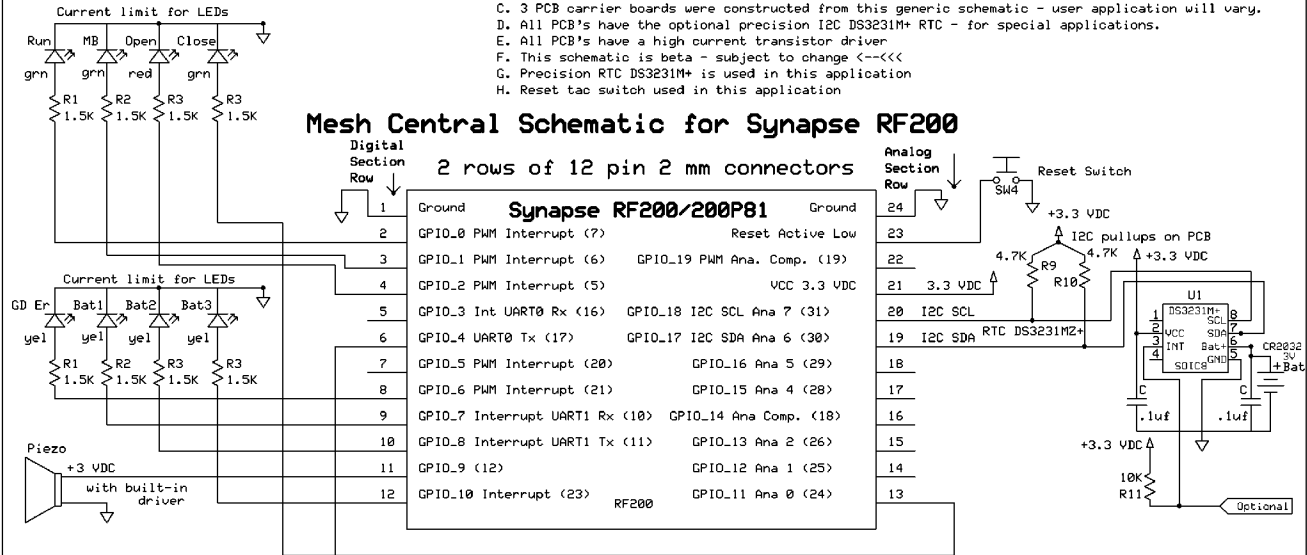 C. 3 PCB carrier boards were constructed from this generic schematic - user application will vary.
D. All PCB's have the optional precision I2C DS3231M+ RTC - for special applications.
E. All PCB's have a high current transistor driver
F. This schematic is beta - subject to change <--<<<
G. Precision RTC DS3231M+ is used in this application
H. Reset tac switch used in this application
Current limit for LEDs
Run MB Open Close
grn grn red grn
R1 R2 R3 R3
1.5K 1.5K 1.5K 1.5K
Mesh Central Schematic for Synapse RF200
Digital Section Row
2 rows of 12 pin 2 mm connectors
Analog Section Row
Synapse RF200/200P81
1 Ground Ground 24
2 GPIO_0 PWM Interrupt (7) Reset Active Low 23
3 GPIO_1 PWM Interrupt (6) GPIO_19 PWM Ana. Comp. (19) 22
4 GPIO_2 PWM Interrupt (5) VCC 3.3 VDC 21 3.3 VDC
5 GPIO_3 Int UART0 Rx (16) GPIO_18 I2C SCL Ana 7 (31) 20 I2C SCL
6 GPIO_4 UART0 Tx (17) GPIO_17 I2C SDA Ana 6 (30) 19 I2C SDA
7 GPIO_5 PWM Interrupt (20) GPIO_16 Ana 5 (29) 18
8 GPIO_6 PWM Interrupt (21) GPIO_15 Ana 4 (28) 17
9 GPIO_7 Interrupt UART1 Rx (10) GPIO_14 Ana Comp. (18) 16
10 GPIO_8 Interrupt UART1 Tx (11) GPIO_13 Ana 2 (26) 15
11 GPIO_9 (12) GPIO_12 Ana 1 (25) 14
12 GPIO_10 Interrupt (23) GPIO_11 Ana 0 (24) 13
RF200
Current limit for LEDs
GD Er Bat1 Bat2 Bat3
yel yel yel yel
R1 R2 R3 R3
1.5K 1.5K 1.5K 1.5K
Piezo
+3 VDC
with built-in
driver
Reset Switch
SW4
+3.3 VDC
I2C pullups on PCB
4.7K 4.7K
R9 R10
+3.3 VDC
RTC DS3231MZ+
U1
DS3231M+
1 SCL 8
2 VCC SDA 7
3 INT Bat+ 6
4 GND 5
SOIC8
CR2032
3V
+Bat
C C
.1uf .1uf
+3.3 VDC
10K
R11
Optional